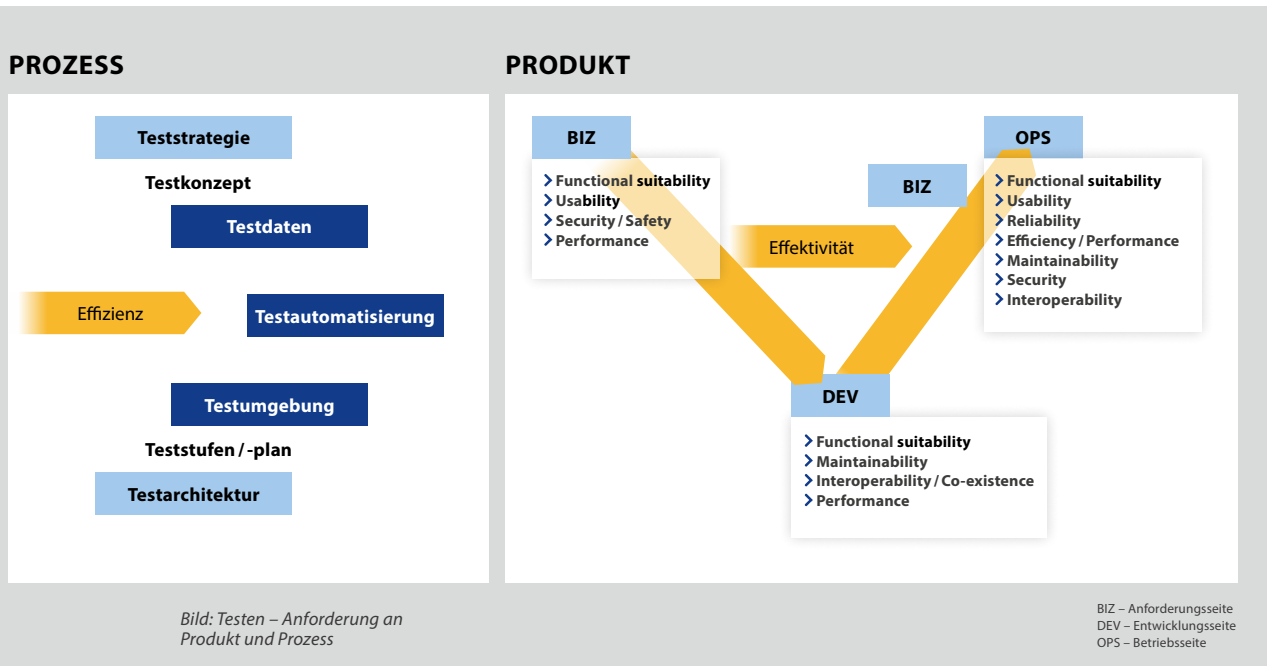 PROZESS
Teststrategie
Testkonzept
Testdaten
Effizienz
Testautomatisierung
Testumgebung
Teststufen / -plan
Testarchitektur
PRODUKT
BIZ
Functional suitability
Usability
Security / Safety
Performance
Effektivität
BIZ
OPS
Functional suitability
Usability
Reliability
Efficiency / Performance
Maintainability
Security
Interoperability
DEV
Functional suitability
Maintainability
Interoperability / Co-existence
Performance
Bild: Testen – Anforderung an
Produkt und Prozess
BIZ – Anforderungsseite
DEV – Entwicklungsseite
OPS – Betriebsseite